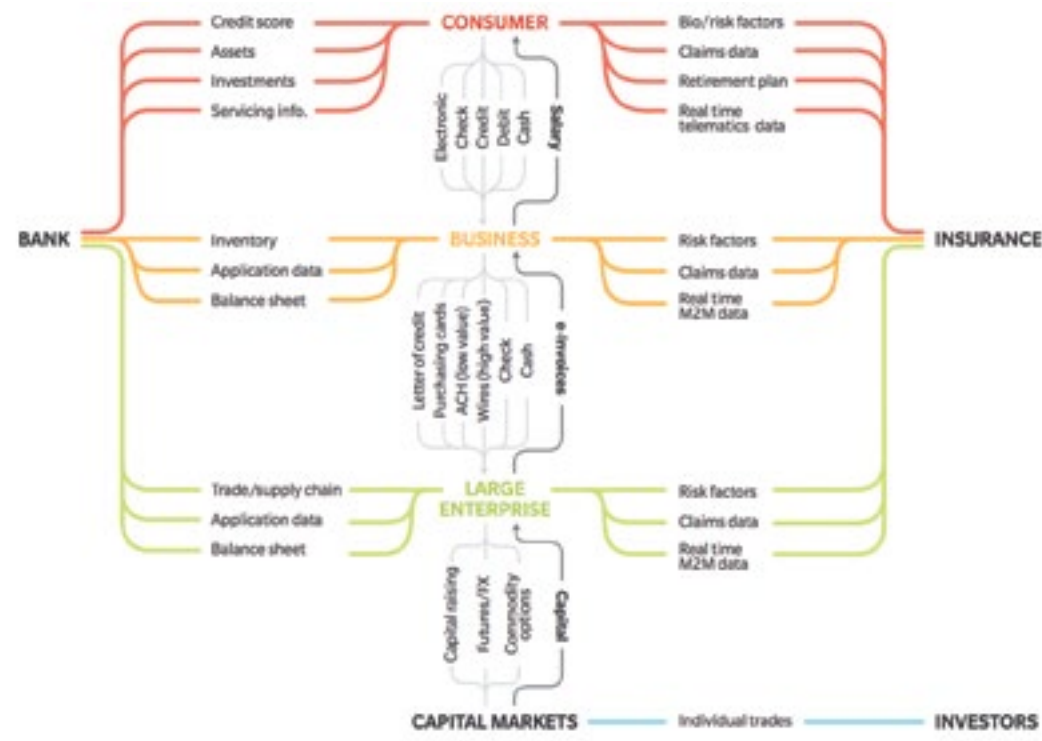 Credit score
CONSUMER
Bio/risk factors
Assets
Claims data
Investments
Retirement plan
Servicing info.
Real time
telematics data
Electronic
Check
Credit
Debit
Cash
Salary
BANK
Inventory
BUSINESS
Risk factors
INSURANCE
Application data
Claims data
Balance sheet
Real time
M2M data
Letter of credit
Purchasing cards
ACH (low value)
Wires (high value)
Check
Cash
e-invoices
Trade/supply chain
LARGE
ENTERPRISE
Risk factors
Application data
Claims data
Balance sheet
Real time
M2M data
Capital raising
Futures/FX
Commodity
options
Capital
CAPITAL MARKETS
Individual trades
INVESTORS